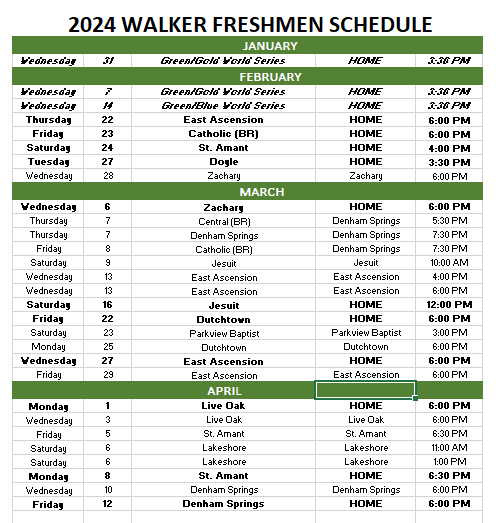 2024 WALKER FRESHMEN SCHEDULE
JANUARY
Wednesday 31 Green/Gold World Series HOME 3:36 PM
FEBRUARY
Wednesday 7 Green/Gold World Series HOME 3:36 PM
Wednesday 14 Green/Blue World Series HOME 3:36 PM
Thursday 22 East Ascension HOME 6:00 PM
Friday 23 Catholic (BR) HOME 6:00 PM
Saturday 24 St. Amant HOME 4:00 PM
Tuesday 27 Doyle HOME 3:30 PM
Wednesday 28 Zachary Zachary 6:00 PM
MARCH
Wednesday 6 Zachary HOME 6:00 PM
Thursday 7 Central (BR) Denham Springs 5:30 PM
Thursday 7 Denham Springs Denham Springs 7:30 PM
Friday 8 Catholic (BR) Denham Springs 7:30 PM
Saturday 9 Jesuit Jesuit 10:00 AM
Wednesday 13 East Ascension East Ascension 4:00 PM
Wednesday 13 East Ascension East Ascension 6:00 PM
Saturday 16 Jesuit HOME 12:00 PM
Friday 22 Dutchtown HOME 6:00 PM
Saturday 23 Parkview Baptist Parkview Baptist 3:00 PM
Monday 25 Dutchtown Dutchtown 6:00 PM
Wednesday 27 East Ascension HOME 6:00 PM
Friday 29 East Ascension East Ascension 6:00 PM
APRIL
Monday 1 Live Oak HOME 6:00 PM
Wednesday 3 Live Oak Live Oak 6:00 PM
Friday 5 St. Amant St. Amant 6:30 PM
Saturday 6 Lakeshore Lakeshore 11:00 AM
Saturday 6 Lakeshore Lakeshore 1:00 PM
Monday 8 St. Amant HOME 6:30 PM
Wednesday 10 Denham Springs Denham Springs 6:00 PM
Friday 12 Denham Springs HOME 6:00 PM